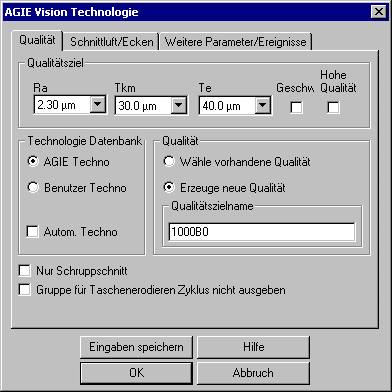 AGIE Vision Technologie
Qualität
Schnittluft/Ecken
Weitere Parameter/Ereignisse
Qualitätsziel
Ra
Tkm
Te
Geschw.
Hohe
Qualität
2.30 µm
30.0 µm
40.0 µm
Technologie Datenbank
AGIE Techno
Benutzer Techno
Autom. Techno
Qualität
Wähle vorhandene Qualität
Erzeuge neue Qualität
Qualitätszielname
1000B0
Nur Schruppschnitt
Gruppe für Taschenerodieren Zyklus nicht ausgeben
Eingaben speichern
Hilfe
OK
Abbruch